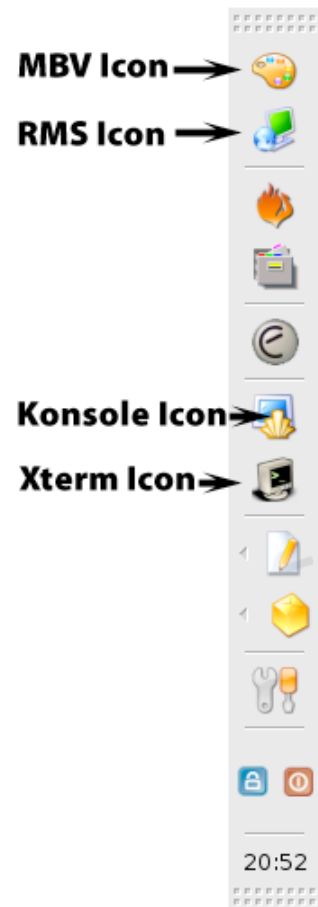 MBV Icon
RMS Icon
Konsole Icon
Xterm Icon
20:52